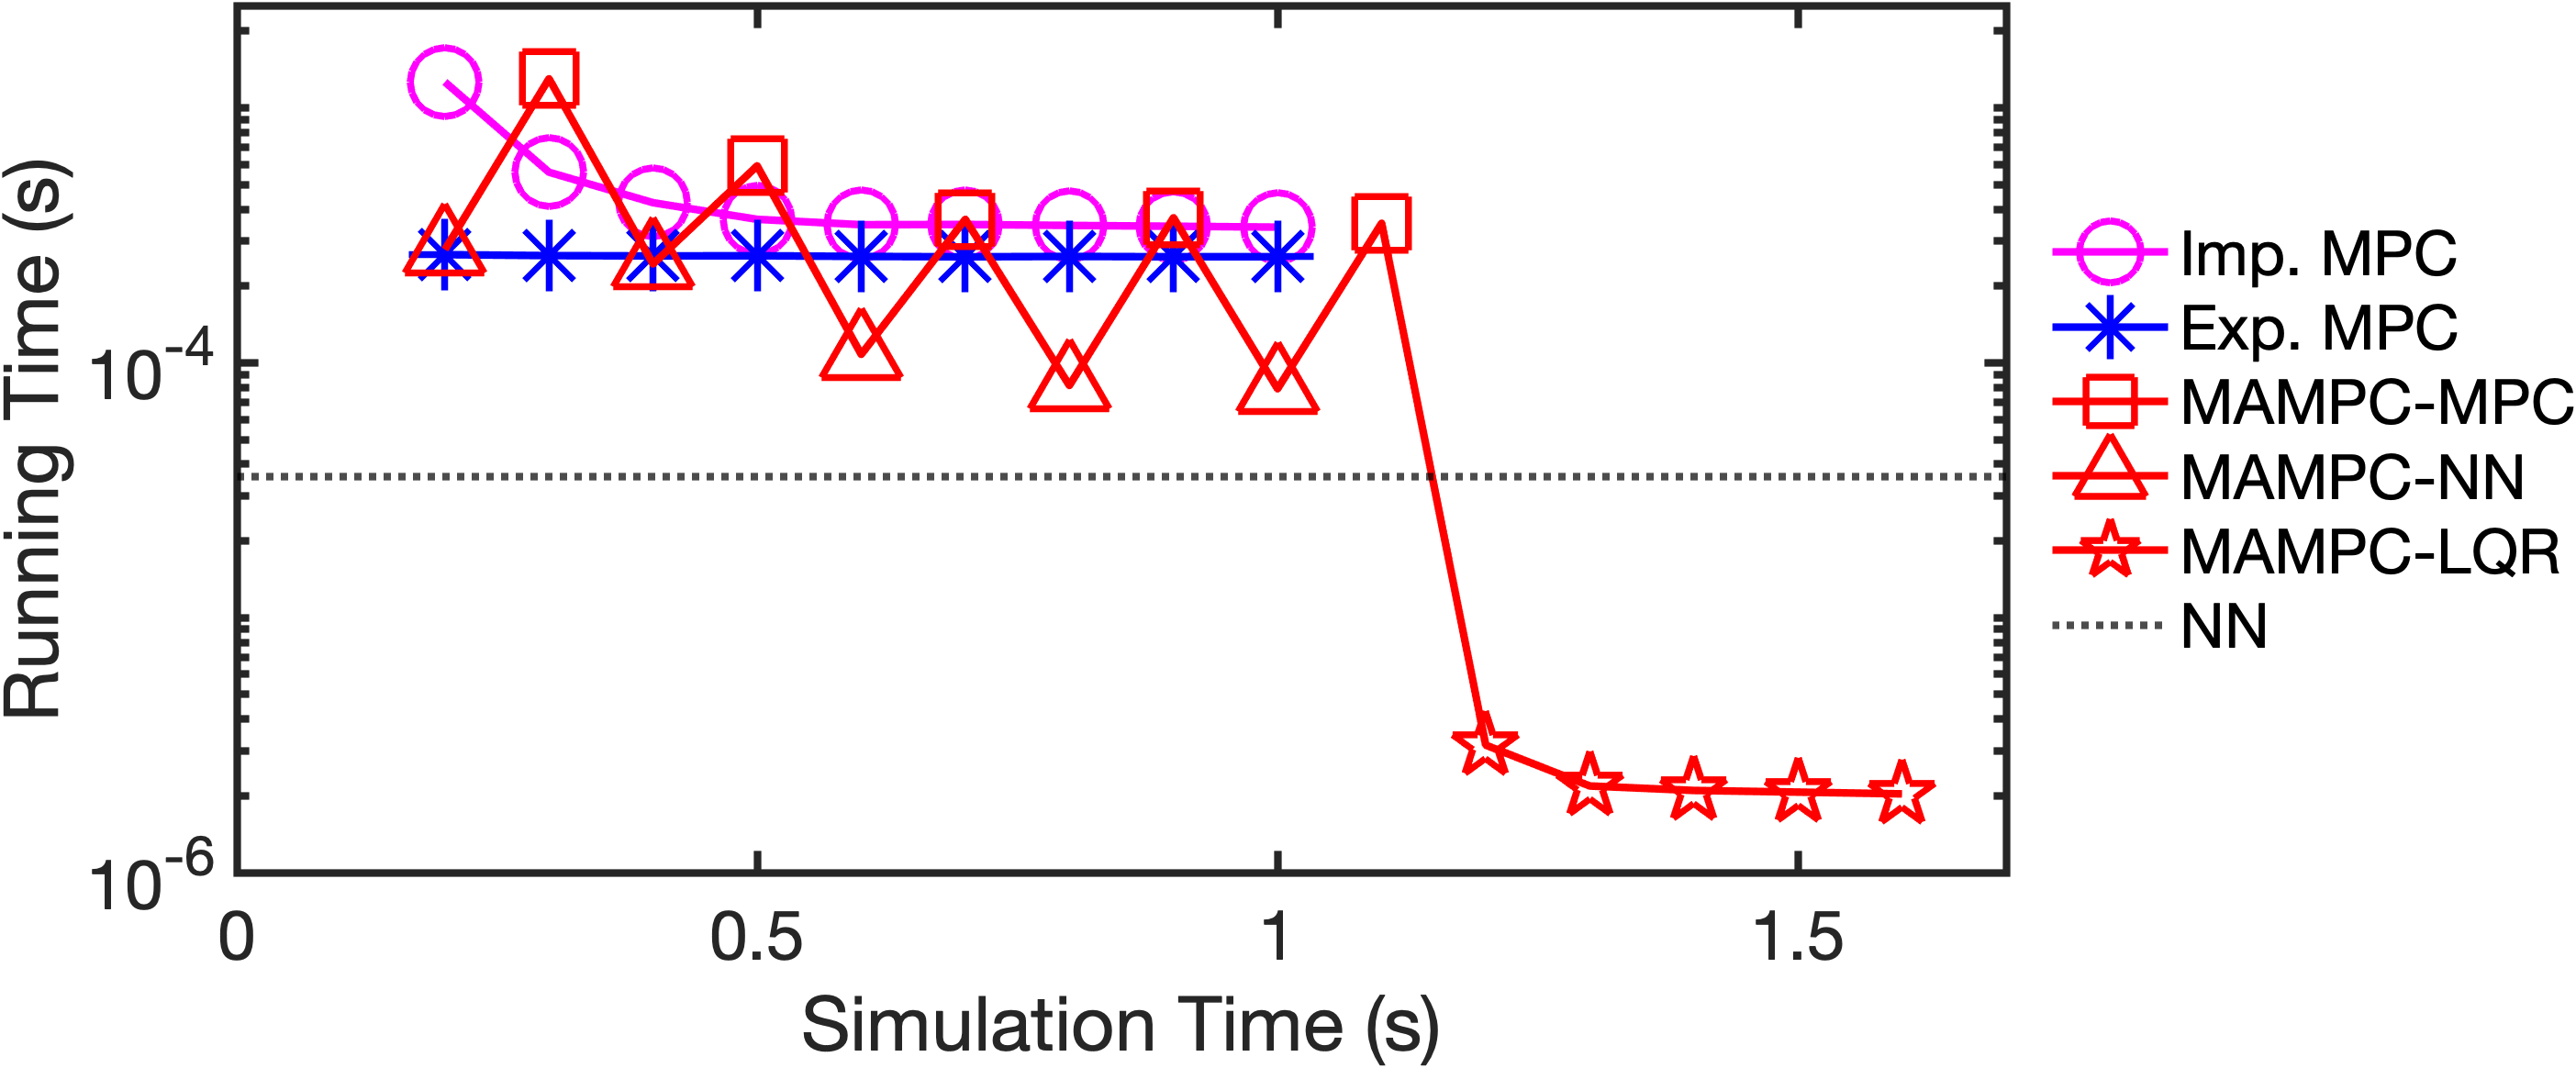 Running Time (s)
10^-4
10^-6
0
0.5
1
1.5
Simulation Time (s)
Imp. MPC
Exp. MPC
MAMPC-MPC
MAMPC-NN
MAMPC-LQR
NN